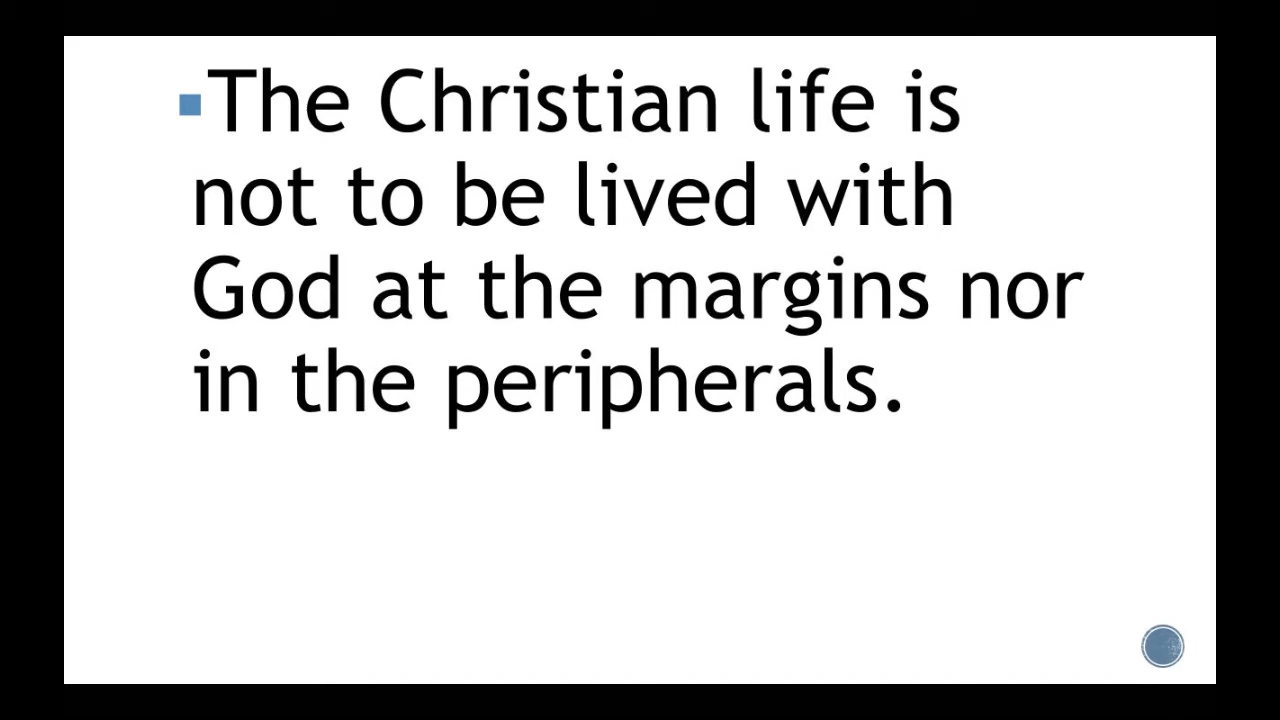 ▪The Christian life is
not to be lived with
God at the margins nor
in the peripherals.